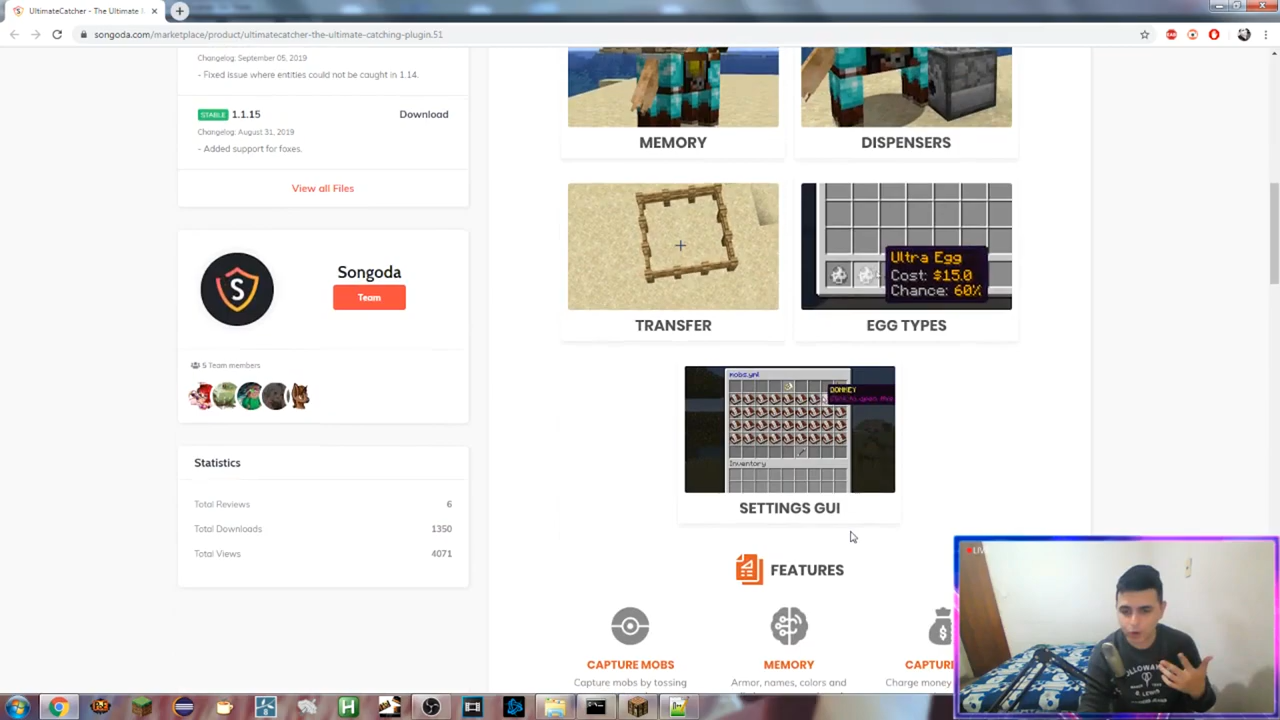 UltimateCatcher - The Ultimate
songoda.com/marketplace/product/ultimatecatcher-the-ultimate-catching-plugin.51
Changelog: September 05, 2019
- Fixed issue where entities could not be caught in 1.14.
STABLE 1.1.15 Download
Changelog: August 31, 2019
- Added support for foxes.
View all Files
Songoda
Team
5 Team members
Statistics
Total Reviews 6
Total Downloads 1350
Total Views 4071
MEMORY
DISPENSERS
TRANSFER
Ultra Egg
Cost: $15.0
Chance: 60%
EGG TYPES
mobs.yml
DONKEY
Inventory
SETTINGS GUI
FEATURES
CAPTURE MOBS
Capture mobs by tossing
MEMORY
Armor, names, colors and
CAPTURE
Charge money